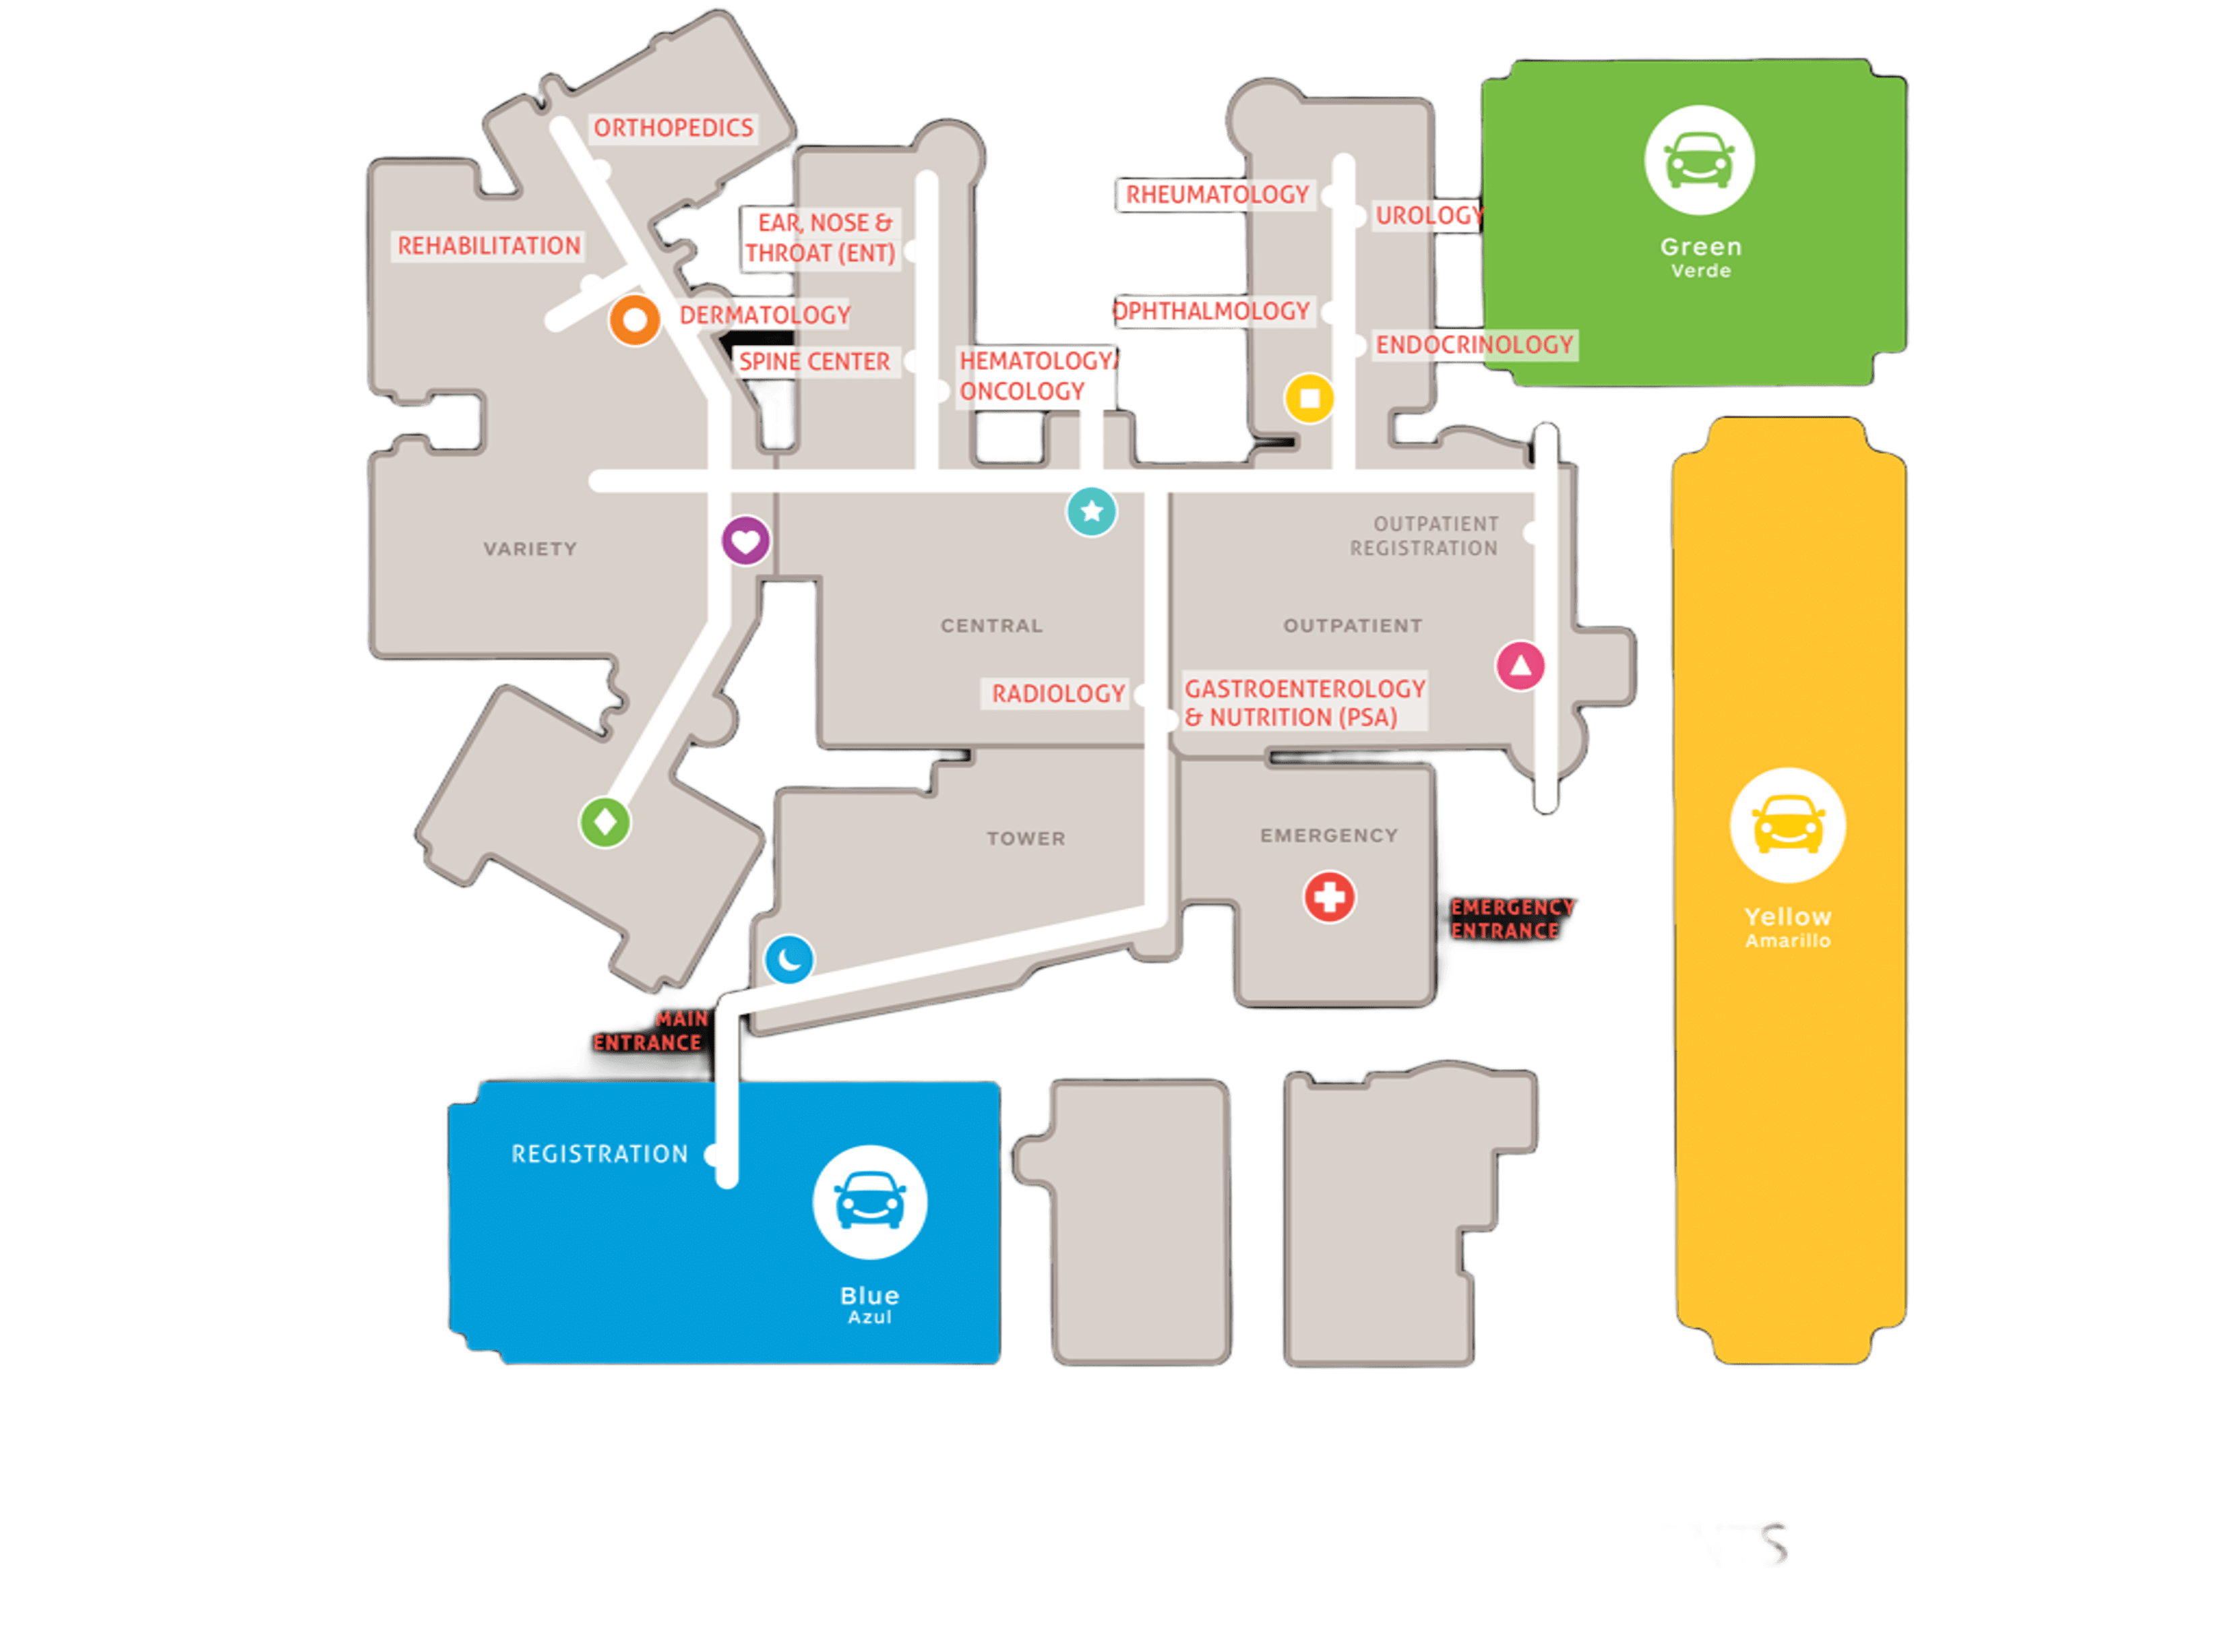 ORTHOPEDICS
REHABILITATION
EAR, NOSE &
THROAT (ENT)
DERMATOLOGY
SPINE CENTER
HEMATOLOGY/
ONCOLOGY
RHEUMATOLOGY
UROLOGY
OPHTHALMOLOGY
ENDOCRINOLOGY
Green
Verde
VARIETY
OUTPATIENT
REGISTRATION
CENTRAL
OUTPATIENT
RADIOLOGY
GASTROENTEROLOGY
& NUTRITION (PSA)
TOWER
EMERGENCY
EMERGENCY
ENTRANCE
Yellow
Amarillo
MAIN
ENTRANCE
REGISTRATION
Blue
Azul